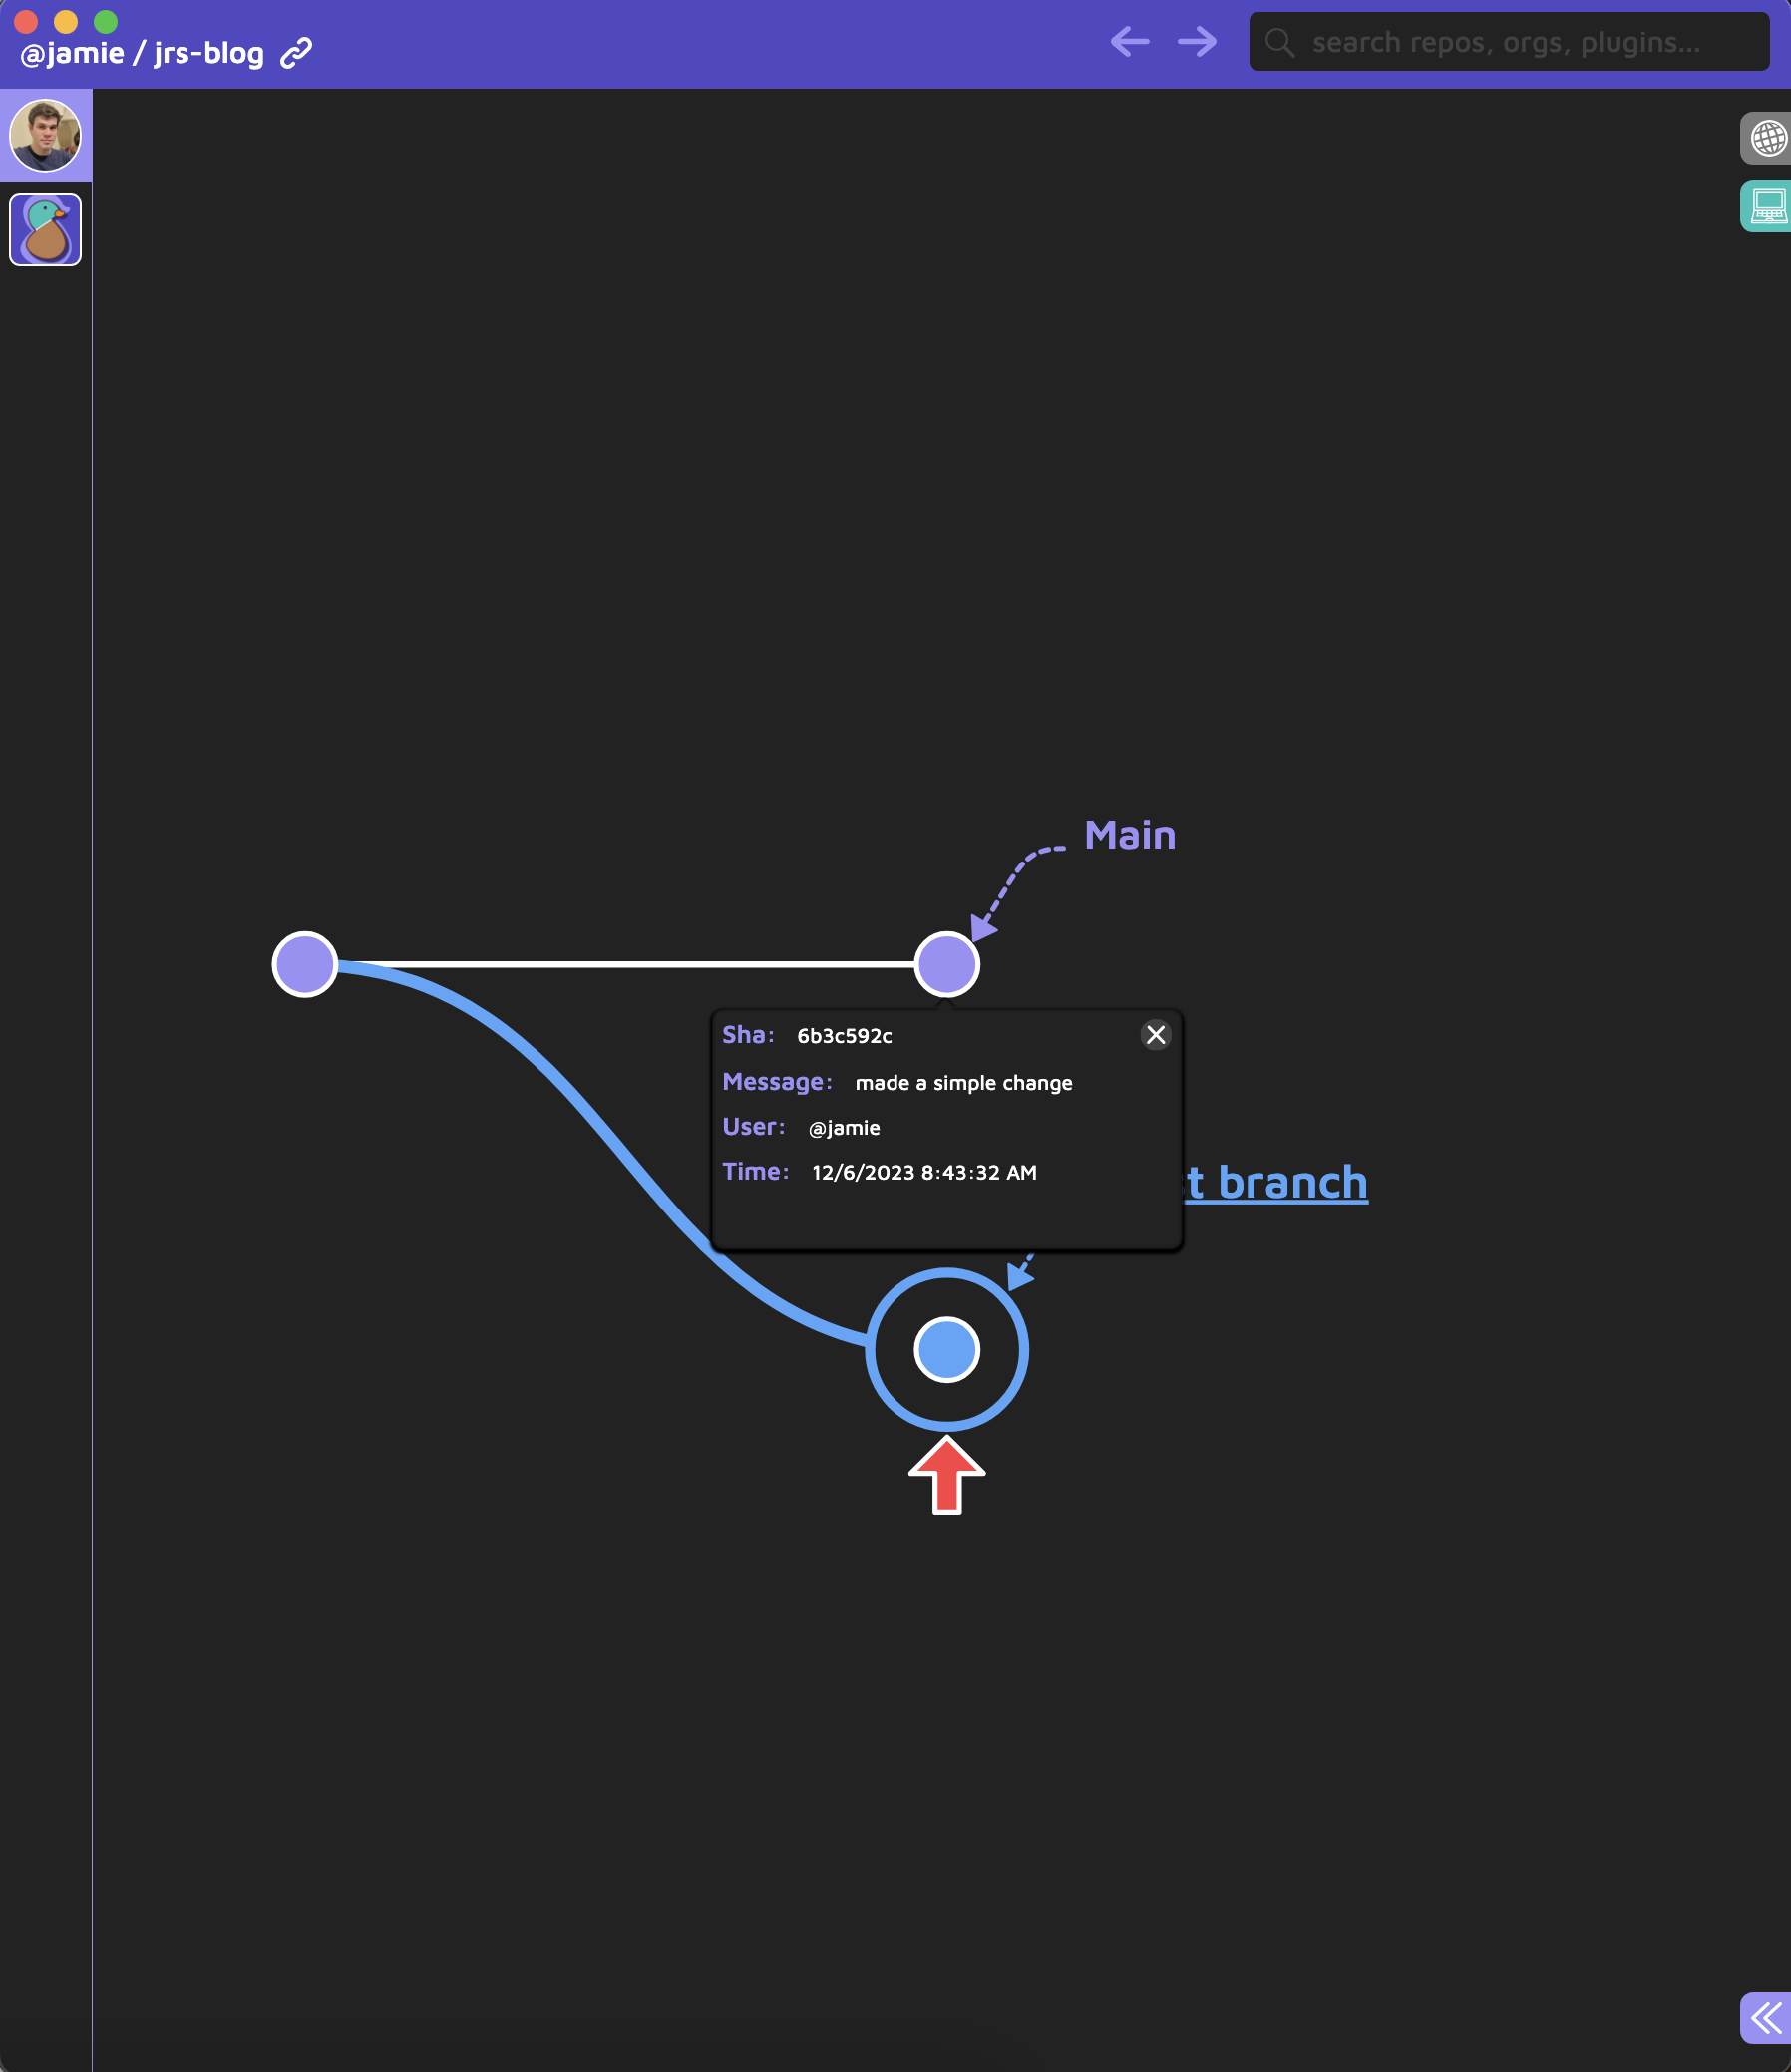 @jamie / jrs-blog
search repos, orgs, plugins...
Main
Sha: 6b3c592c
Message: made a simple change
User: @jamie
Time: 12/6/2023 8:43:32 AM
branch